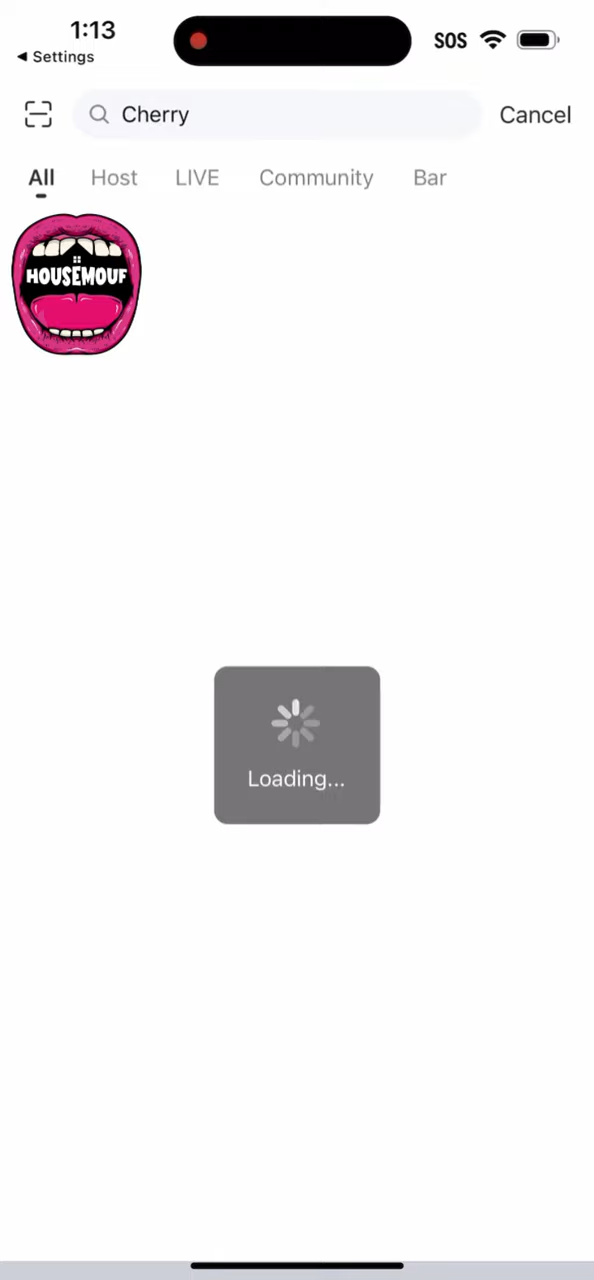 1:13
SOS
◀ Settings
Cherry
Cancel
All
Host
LIVE
Community
Bar
HOUSEMOUF
Loading...